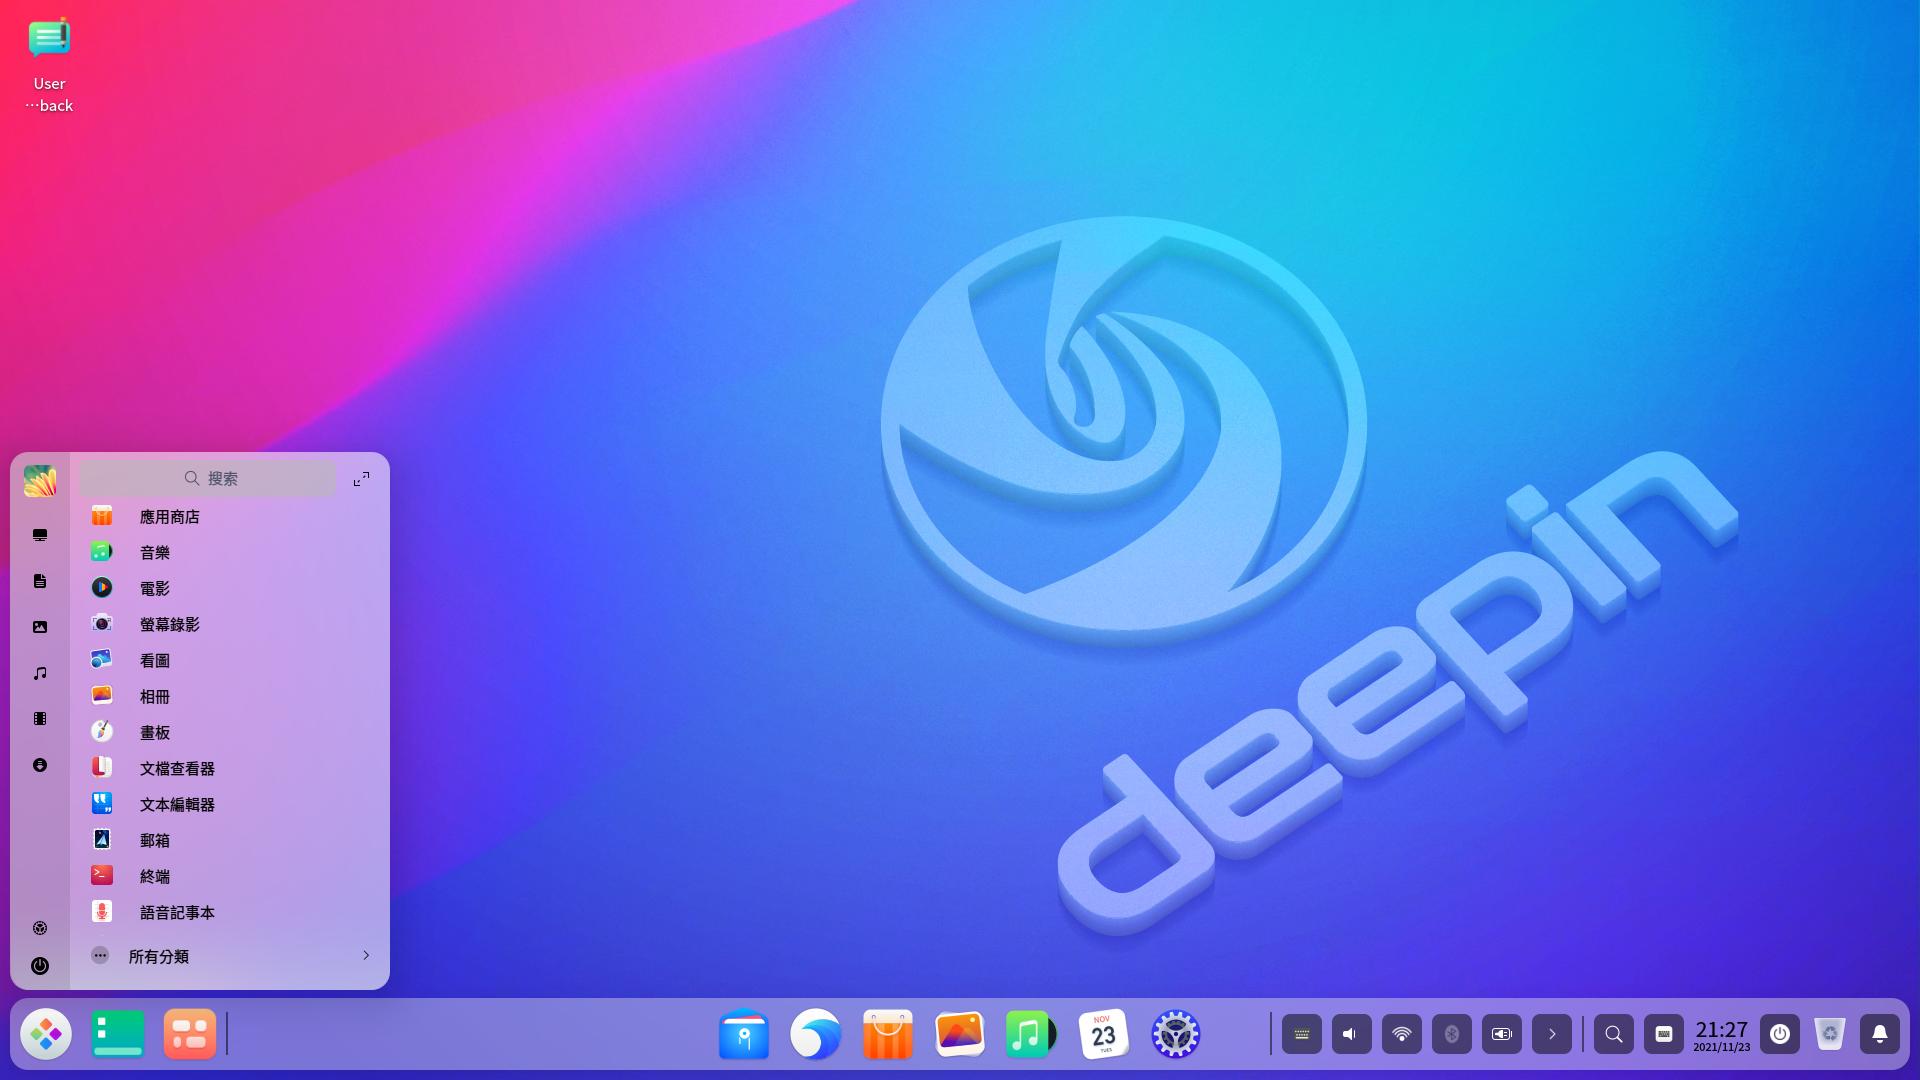 User
…back
搜索
應用商店
音樂
電影
螢幕錄影
看圖
相冊
畫板
文檔查看器
文本編輯器
郵箱
終端
語音記事本
所有分類
deepin
NOV
23
TUES
21:27
2021/11/23